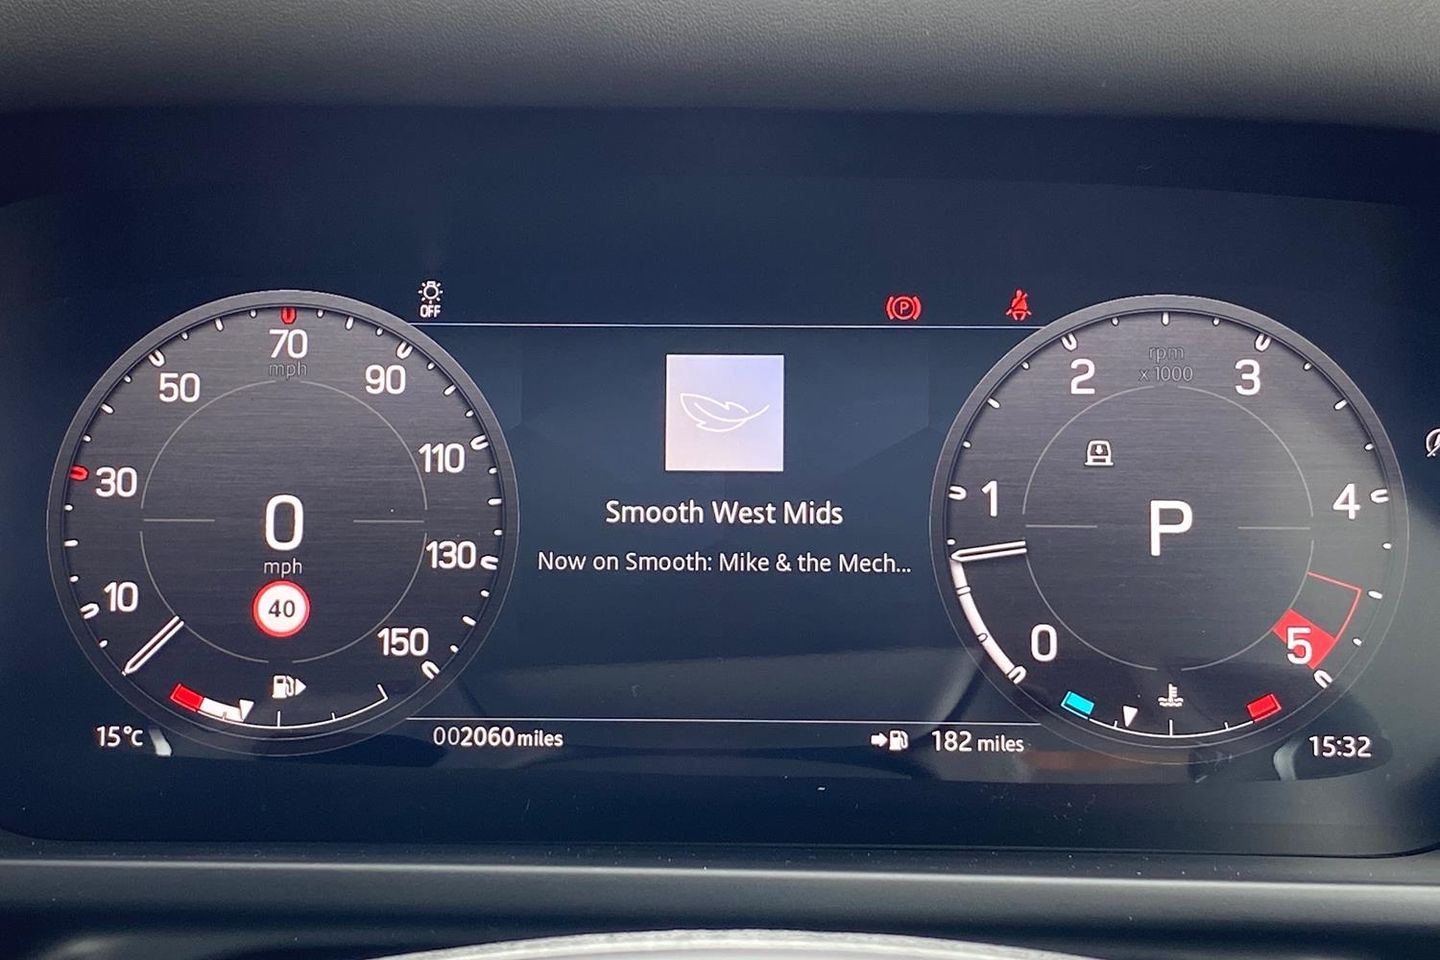 OFF
P
10
30
50
70
mph
90
110
130
150
0
mph
40
Smooth West Mids
Now on Smooth: Mike & the Mech...
0
1
2
3
4
5
rpm
x 1000
P
15°C
002060 miles
182 miles
15:32